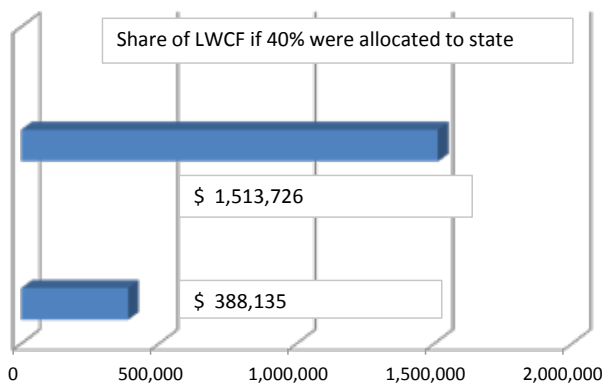 Share of LWCF if 40% were allocated to state
$ 1,513,726
$ 388,135
0 500,000 1,000,000 1,500,000 2,000,000